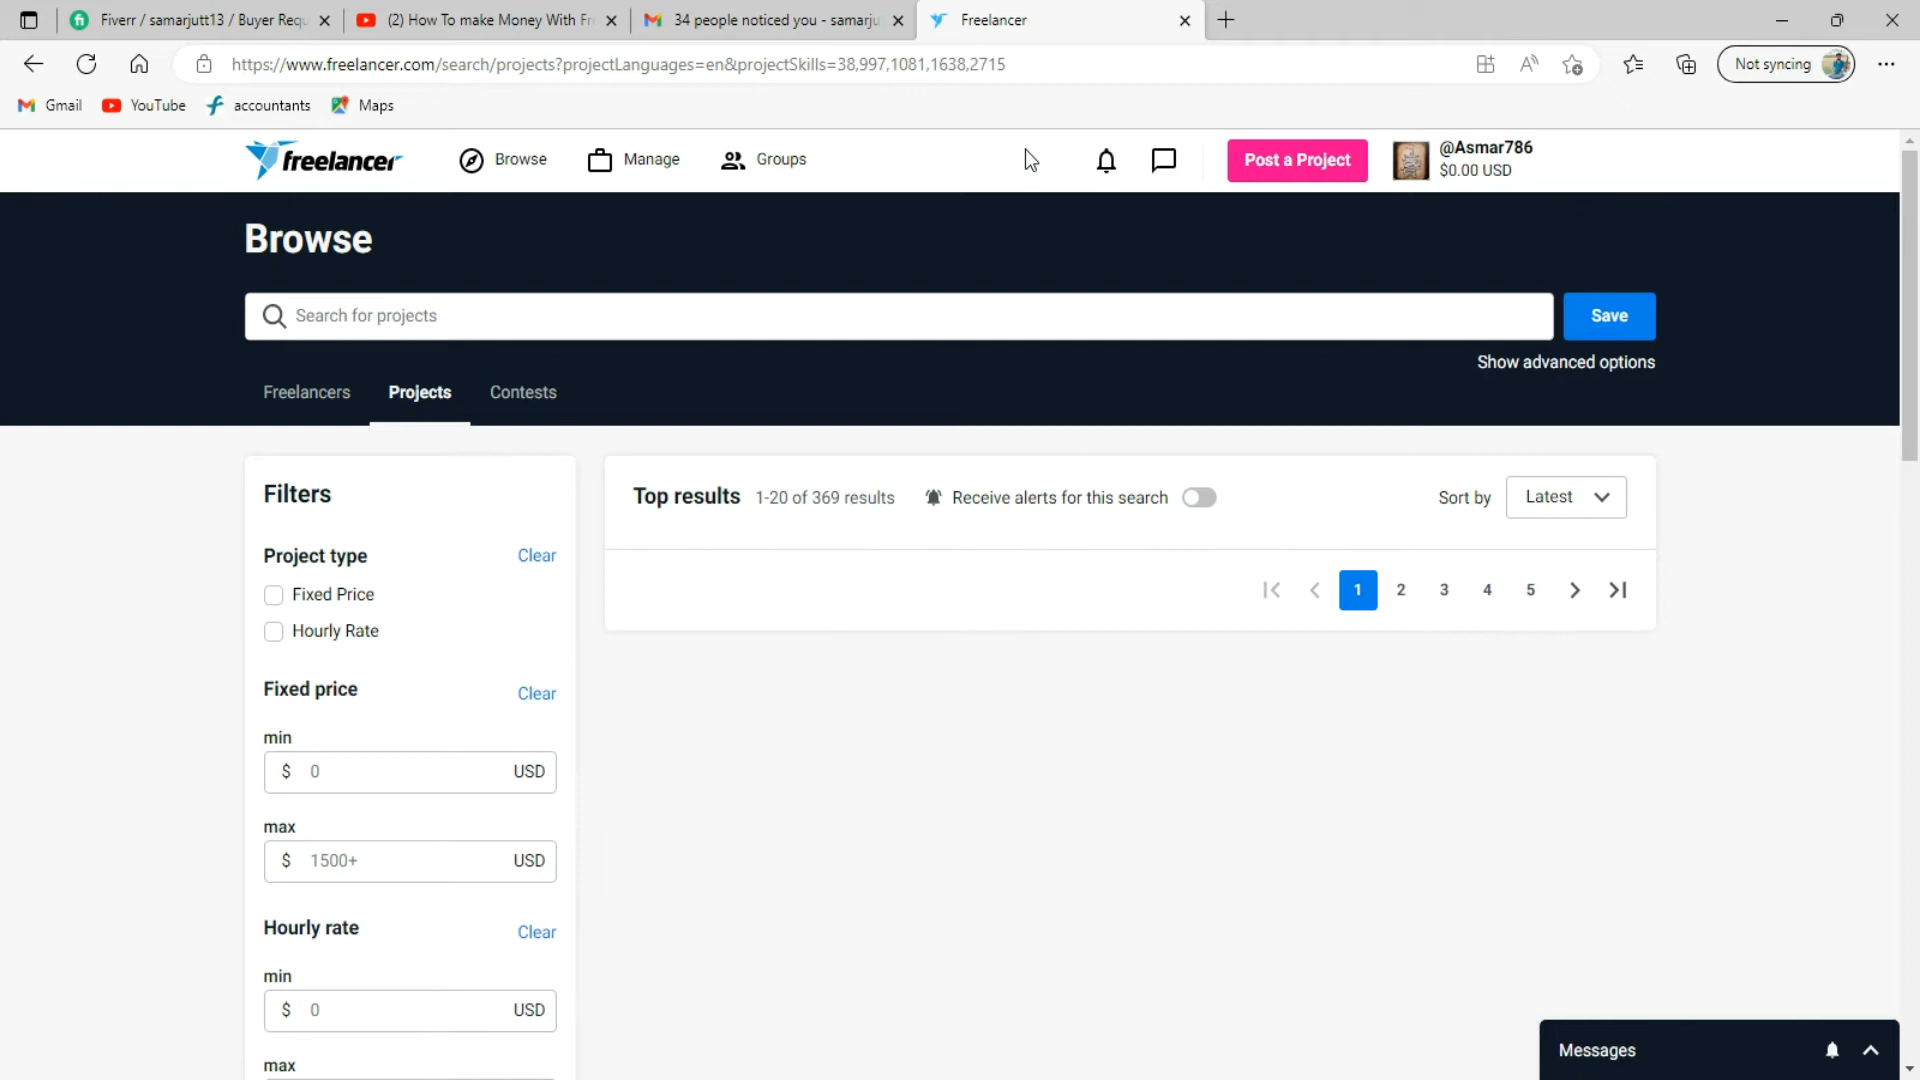 Fiverr / samarjutt13 / Buyer Requ
(2) How To make Money With Fr
34 people noticed you - samarju
Freelancer
https://www.freelancer.com/search/projects?projectLanguages=en&projectSkills=38,997,1081,1638,2715
Not syncing
Gmail YouTube accountants Maps
freelancer Browse Manage Groups
Post a Project
@Asmar786
$0.00 USD
Browse
Search for projects
Save
Show advanced options
Freelancers Projects Contests
Filters
Top results 1-20 of 369 results Receive alerts for this search
Sort by Latest
Project type Clear
Fixed Price
Hourly Rate
1 2 3 4 5
Fixed price Clear
min
$ 0 USD
max
$ 1500+ USD
Hourly rate Clear
min
$ 0 USD
max
Messages